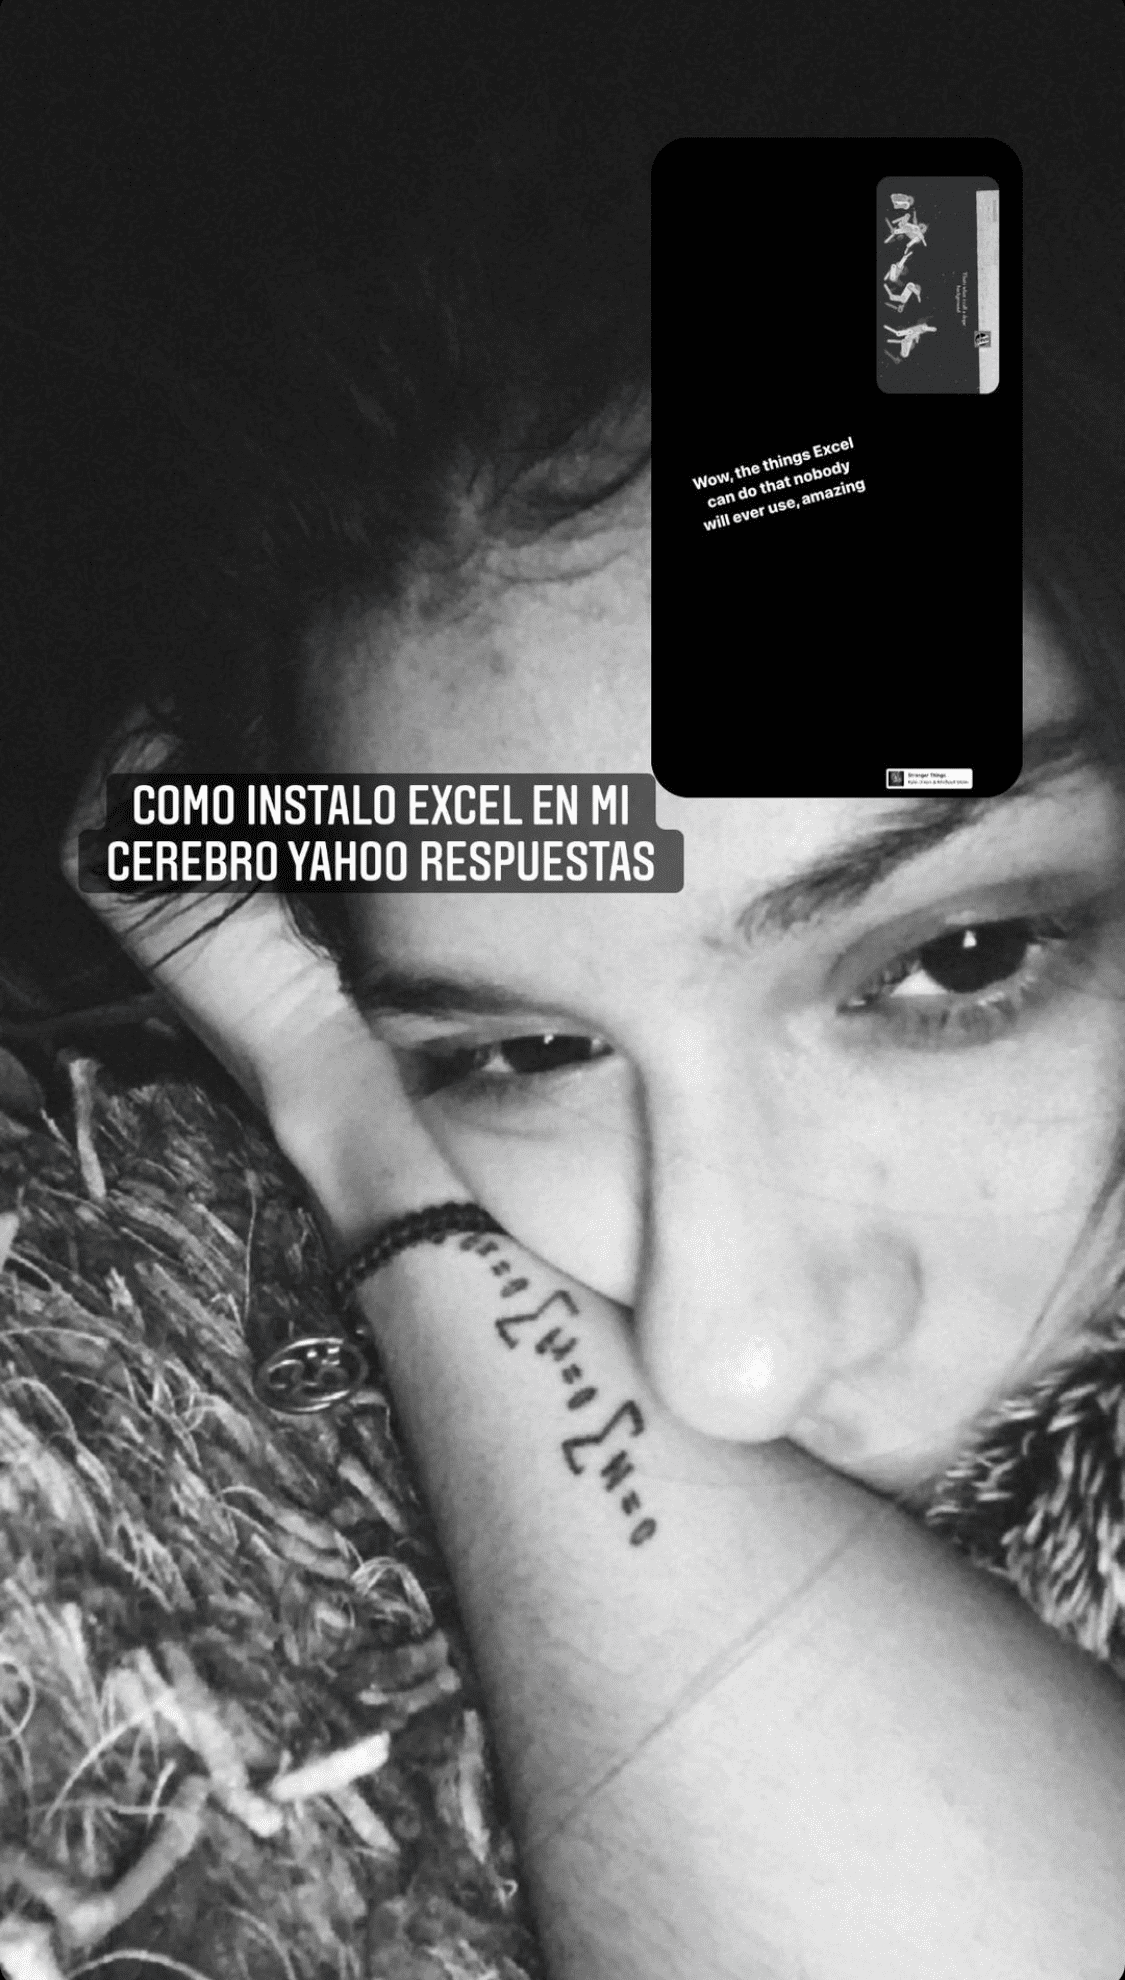 Wow, the things Excel
can do that nobody
will ever use, amazing
Stranger Things
COMO INSTALO EXCEL EN MI
CEREBRO YAHOO RESPUESTAS
M=0